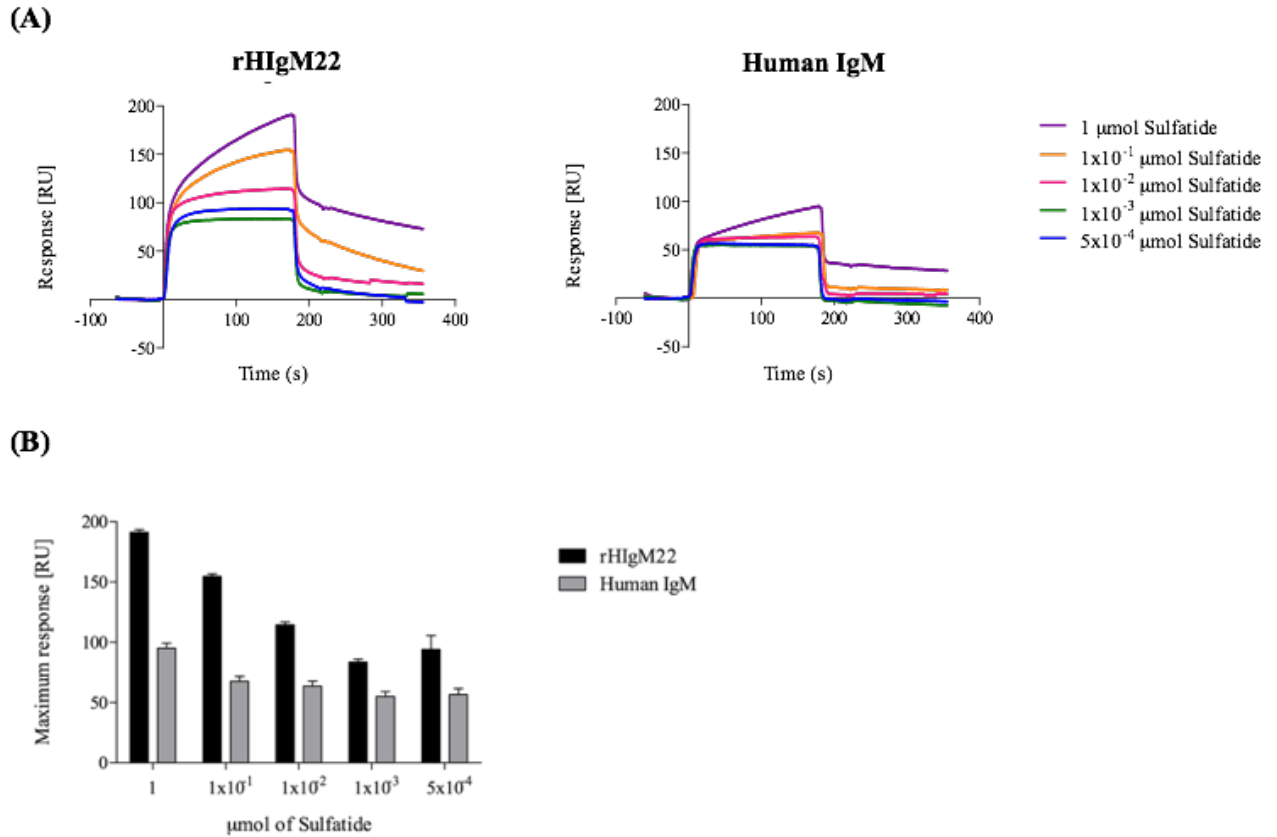 (A)
rHIgM22
Human IgM
200
150
100
50
-50
-100
100
200
300
400
Response [RU]
Time (s)
200
150
100
50
-50
-100
100
200
300
400
Response [RU]
Time (s)
1 μmol Sulfatide
1x10⁻¹ μmol Sulfatide
1x10⁻² μmol Sulfatide
1x10⁻³ μmol Sulfatide
5x10⁻⁴ μmol Sulfatide
(B)
200
150
100
50
0
Maximum response [RU]
1
1x10⁻¹
1x10⁻²
1x10⁻³
5x10⁻⁴
μmol of Sulfatide
rHIgM22
Human IgM